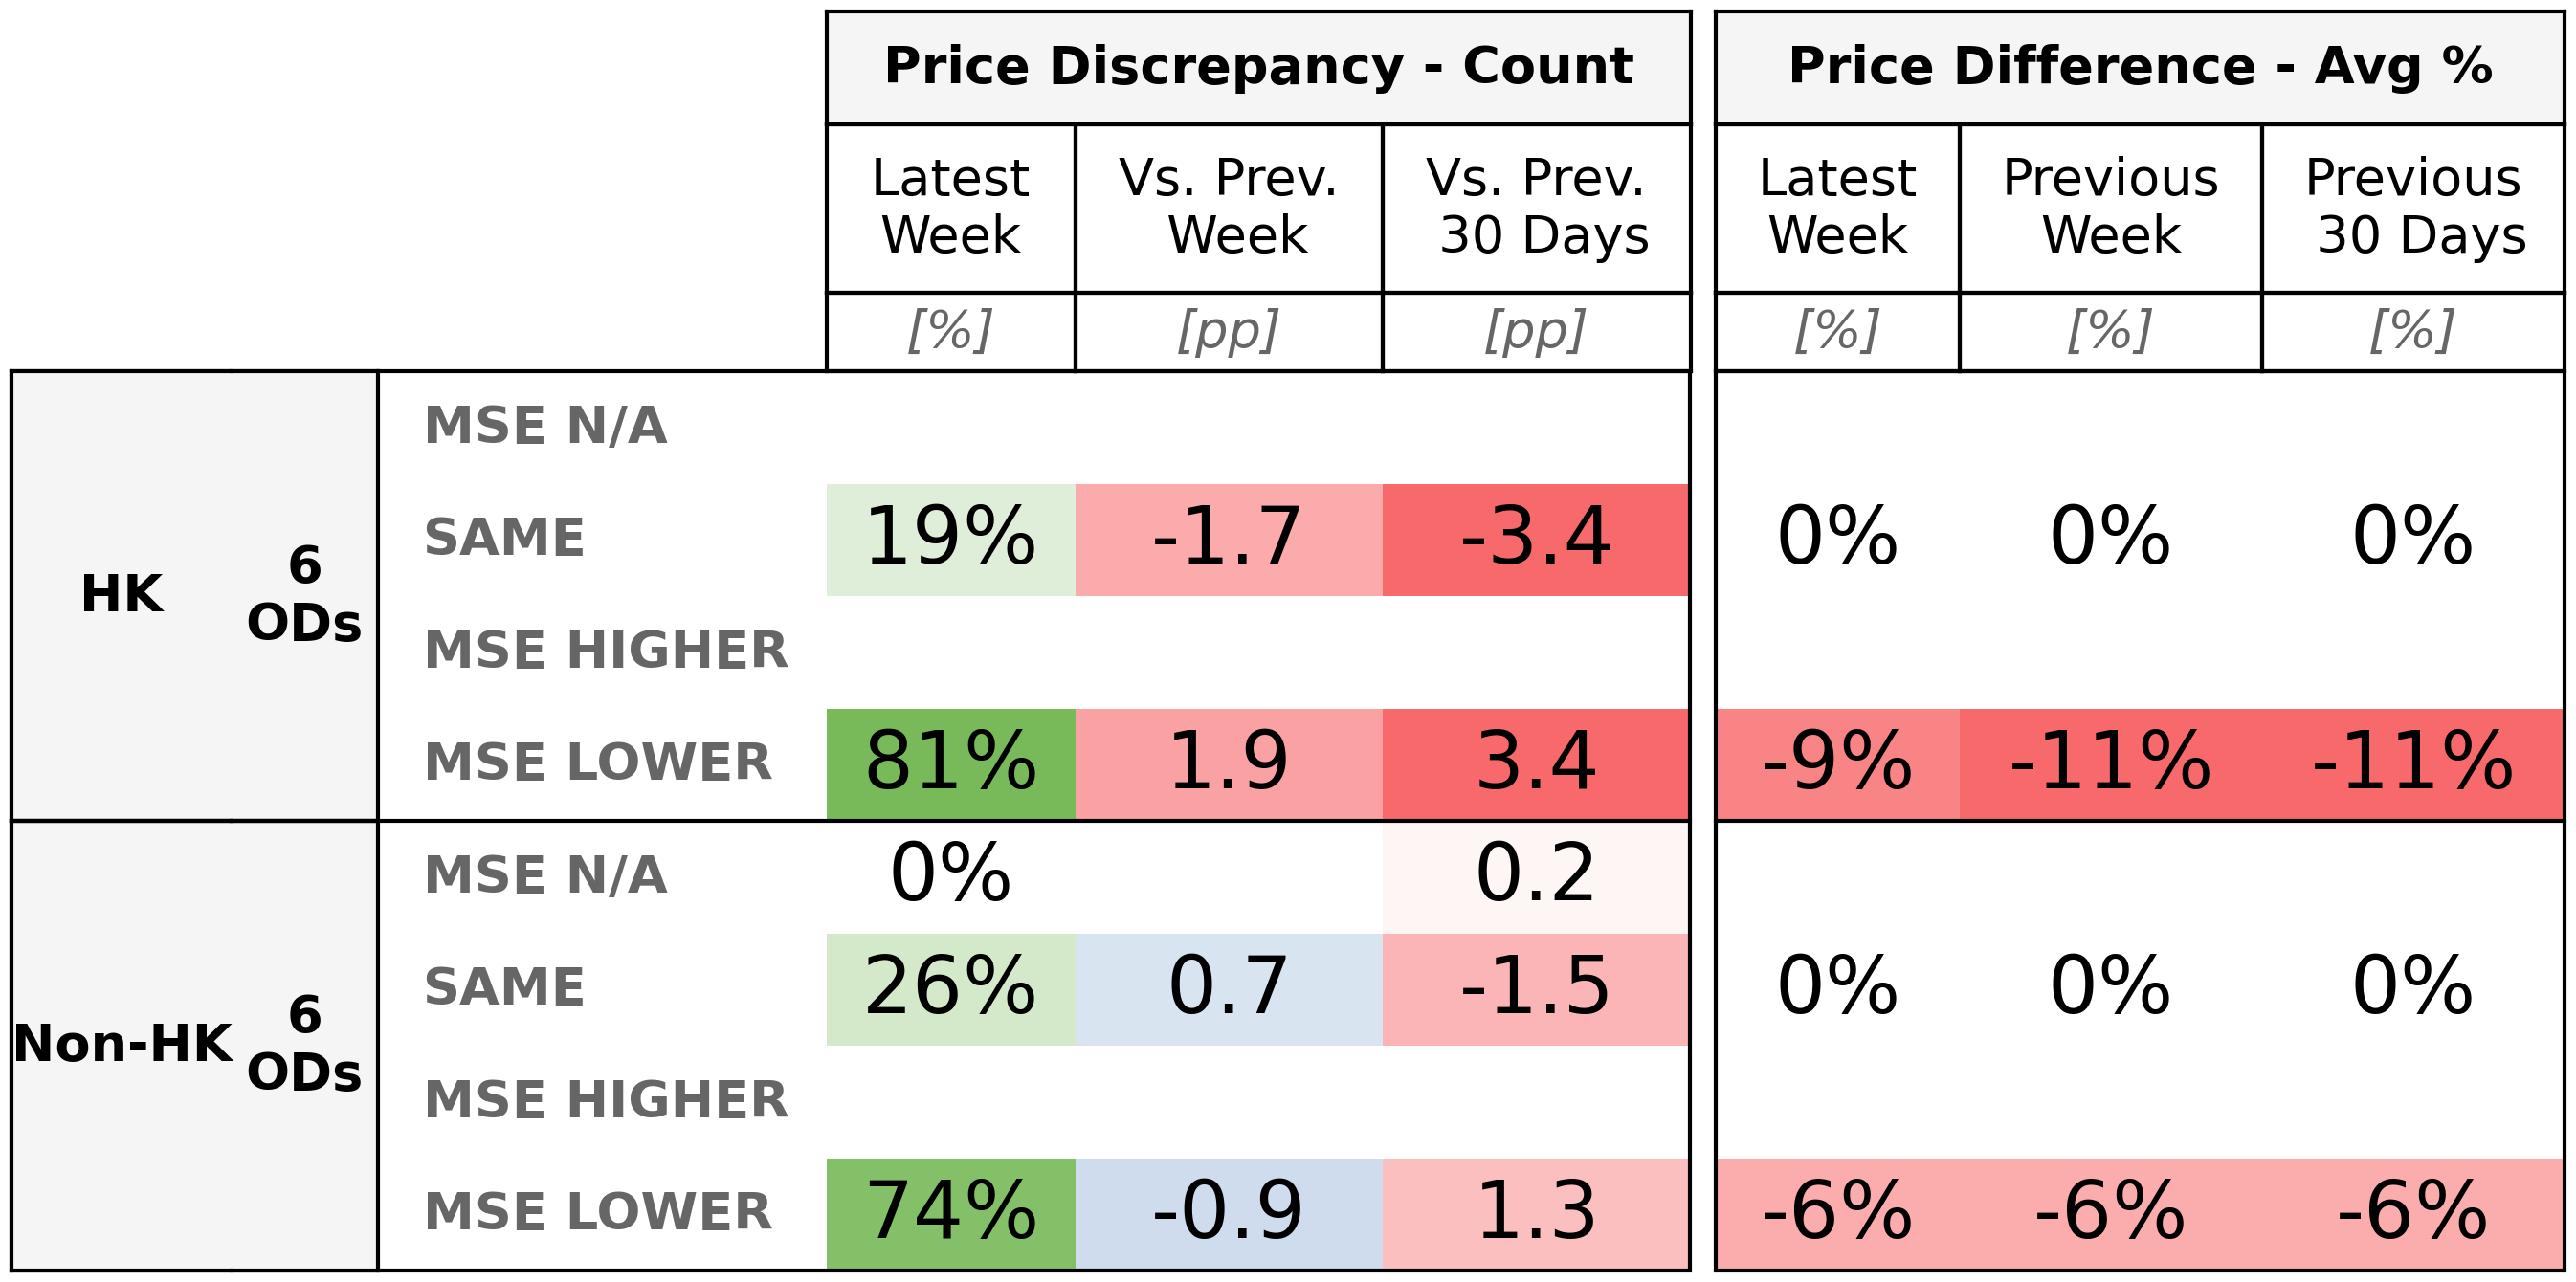 Price Discrepancy - Count Price Difference - Avg %
Latest Week Vs. Prev. Week Vs. Prev. 30 Days Latest Week Previous Week Previous 30 Days
[%] [pp] [pp] [%] [%] [%]
HK 6 ODs
MSE N/A
SAME 19% -1.7 -3.4 0% 0% 0%
MSE HIGHER
MSE LOWER 81% 1.9 3.4 -9% -11% -11%
Non-HK 6 ODs
MSE N/A 0% 0.2
SAME 26% 0.7 -1.5 0% 0% 0%
MSE HIGHER
MSE LOWER 74% -0.9 1.3 -6% -6% -6%